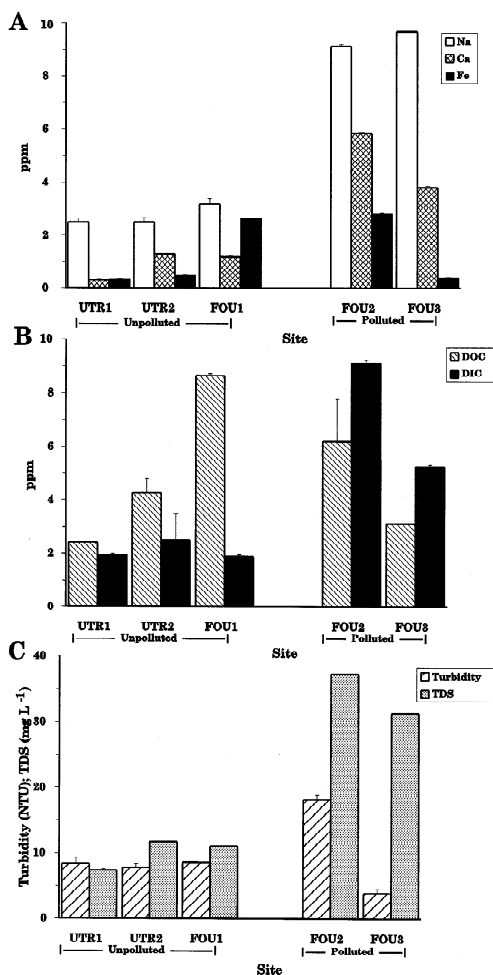 A
10
8
6
4
2
0
ppm
Na
Ca
Fe
UTR1 UTR2 FOU1 FOU2 FOU3
Unpolluted Polluted
Site
B
10
8
6
4
2
0
ppm
DOC
DIC
UTR1 UTR2 FOU1 FOU2 FOU3
Unpolluted Polluted
Site
C
40
30
20
10
0
Turbidity (NTU); TDS (mg L⁻¹)
Turbidity
TDS
UTR1 UTR2 FOU1 FOU2 FOU3
Unpolluted Polluted
Site